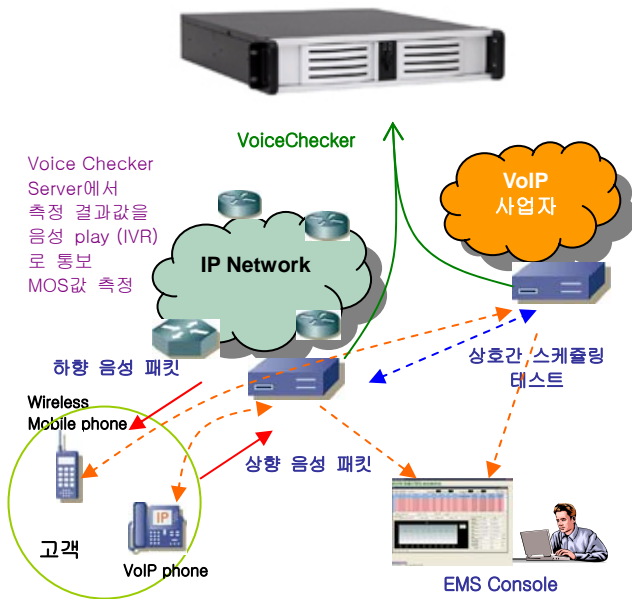 VoiceChecker
Voice Checker
Server에서
측정 결과값을
음성 play (IVR)
로 통보
MOS값 측정
VoIP
사업자
IP Network
하향 음성 패킷
상호간 스케쥴링
테스트
Wireless
Mobile phone
상향 음성 패킷
IP
고객
VoIP phone
EMS Console